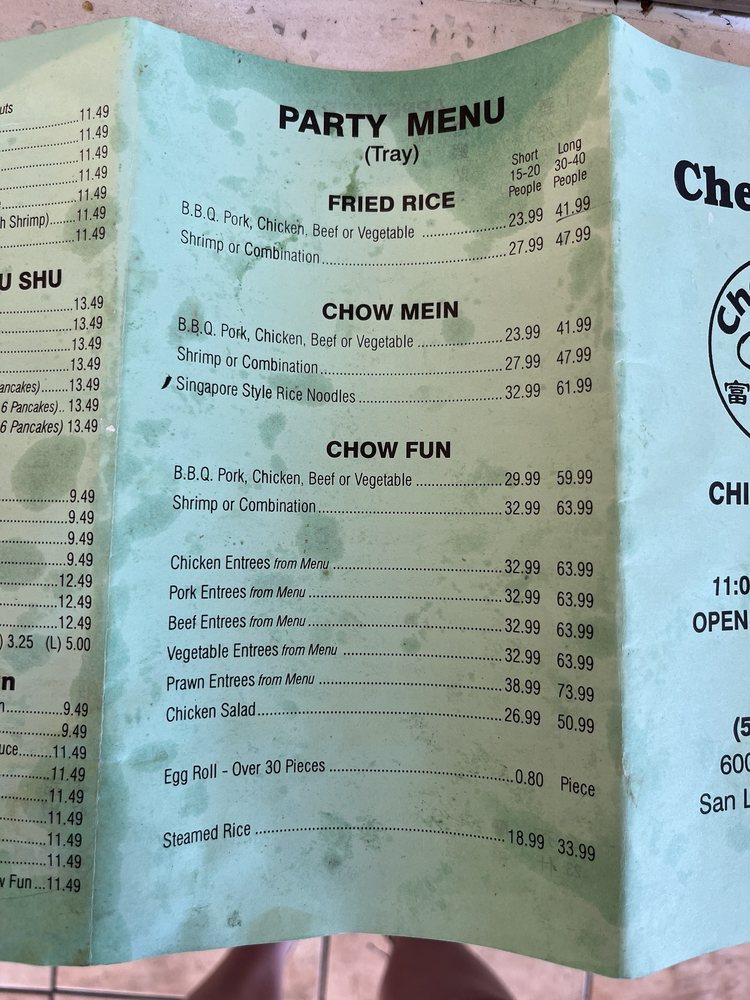 uts
11.49
11.49
11.49
11.49
11.49
h Shrimp).....11.49
11.49
U SHU
13.49
13.49
13.49
13.49
ancakes).......13.49
6 Pancakes).. 13.49
6 Pancakes) 13.49
9.49
9.49
9.49
9.49
12.49
12.49
12.49
) 3.25 (L) 5.00
n
9.49
9.49
uce......11.49
11.49
11.49
11.49
11.49
11.49
w Fun...11.49
PARTY MENU
(Tray)
Short Long
15-20 30-40
People People
FRIED RICE
B.B.Q. Pork, Chicken, Beef or Vegetable ........ 23.99 41.99
Shrimp or Combination........ 27.99 47.99
CHOW MEIN
B.B.Q. Pork, Chicken, Beef or Vegetable ........ 23.99 41.99
Shrimp or Combination........ 27.99 47.99
Singapore Style Rice Noodles........ 32.99 61.99
CHOW FUN
B.B.Q. Pork, Chicken, Beef or Vegetable ........ 29.99 59.99
Shrimp or Combination........ 32.99 63.99
Chicken Entrees from Menu ........ 32.99 63.99
Pork Entrees from Menu ........ 32.99 63.99
Beef Entrees from Menu ........ 32.99 63.99
Vegetable Entrees from Menu ........ 32.99 63.99
Prawn Entrees from Menu ........ 38.99 73.99
Chicken Salad........ 26.99 50.99
Egg Roll - Over 30 Pieces ........ 0.80 Piece
Steamed Rice ........ 18.99 33.99
Che
Che
富
CHI
11:0
OPEN
(5
600
San L